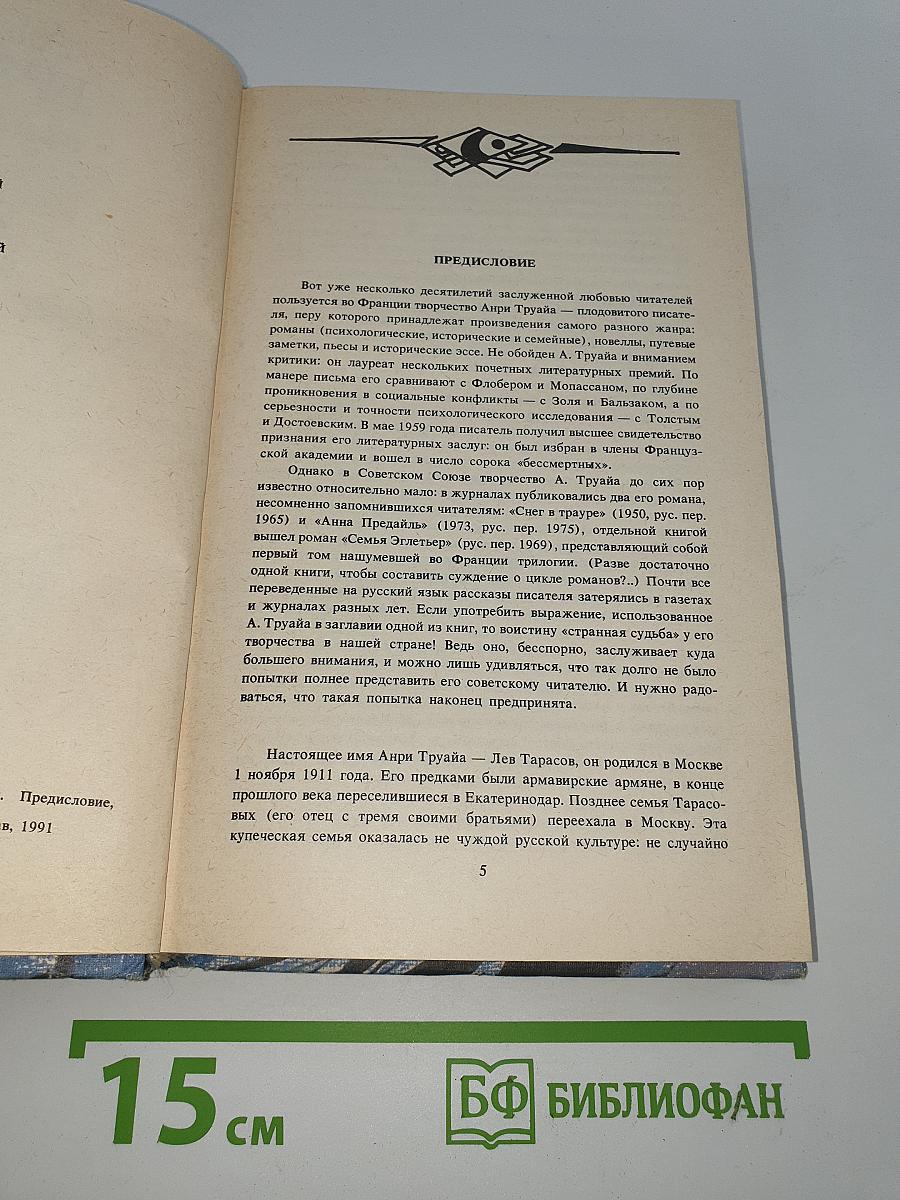 й
й
. Предисловие,
ав, 1991
ПРЕДИСЛОВИЕ
Вот уже несколько десятилетий заслуженной любовью читателей
пользуется во Франции творчество Анри Труайа — плодовитого писате-
ля, перу которого принадлежат произведения самого разного жанра:
романы (психологические, исторические и семейные), новеллы, путевые
заметки, пьесы и исторические эссе. Не обойден А. Труайа и вниманием
критики: он лауреат нескольких почетных литературных премий. По
манере письма его сравнивают с Флобером и Мопассаном, по глубине
проникновения в социальные конфликты — с Золя и Бальзаком, а по
серьезности и точности психологического исследования — с Толстым
и Достоевским. В мае 1959 года писатель получил высшее свидетельство
признания его литературных заслуг: он был избран в члены Француз-
ской академии и вошел в число сорока «бессмертных».
Однако в Советском Союзе творчество А. Труайа до сих пор
известно относительно мало: в журналах публиковались два его романа,
несомненно запомнившихся читателям: «Снег в трауре» (1950, рус. пер.
1965) и «Анна Предайль» (1973, рус. пер. 1975), отдельной книгой
вышел роман «Семья Эглетьер» (рус. пер. 1969), представляющий собой
первый том нашумевшей во Франции трилогии. (Разве достаточно
одной книги, чтобы составить суждение о цикле романов?..) Почти все
переведенные на русский язык рассказы писателя затерялись в газетах
и журналах разных лет. Если употребить выражение, использованное
А. Труайа в заглавии одной из книг, то воистину «странная судьба» у его
творчества в нашей стране! Ведь оно, бесспорно, заслуживает куда
большего внимания, и можно лишь удивляться, что так долго не было
попытки полнее представить его советскому читателю. И нужно радо-
ваться, что такая попытка наконец предпринята.
Настоящее имя Анри Труайа — Лев Тарасов, он родился в Москве
1 ноября 1911 года. Его предками были армавирские армяне, в конце
прошлого века переселившиеся в Екатеринодар. Позднее семья Тарасо-
вых (его отец с тремя своими братьями) переехала в Москву. Эта
купеческая семья оказалась не чуждой русской культуре: не случайно
5
15 см
БФ БИБЛИОФАН